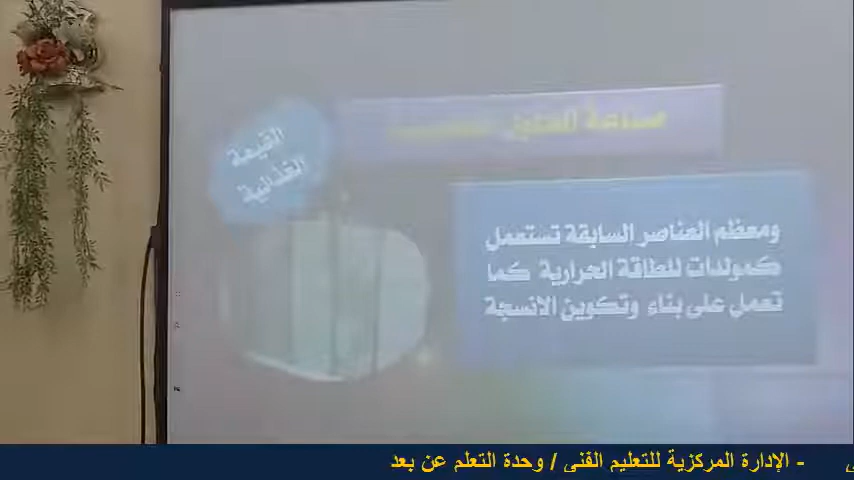 صناعة
القيمة
الغذائية
ومعظم العناصر السابقة تستعمل
كمولدات للطاقة الحرارية كما
تعمل على بناء وتكوين الانسجة
- الإدارة المركزية للتعليم الفنى / وحدة التعلم عن بعد